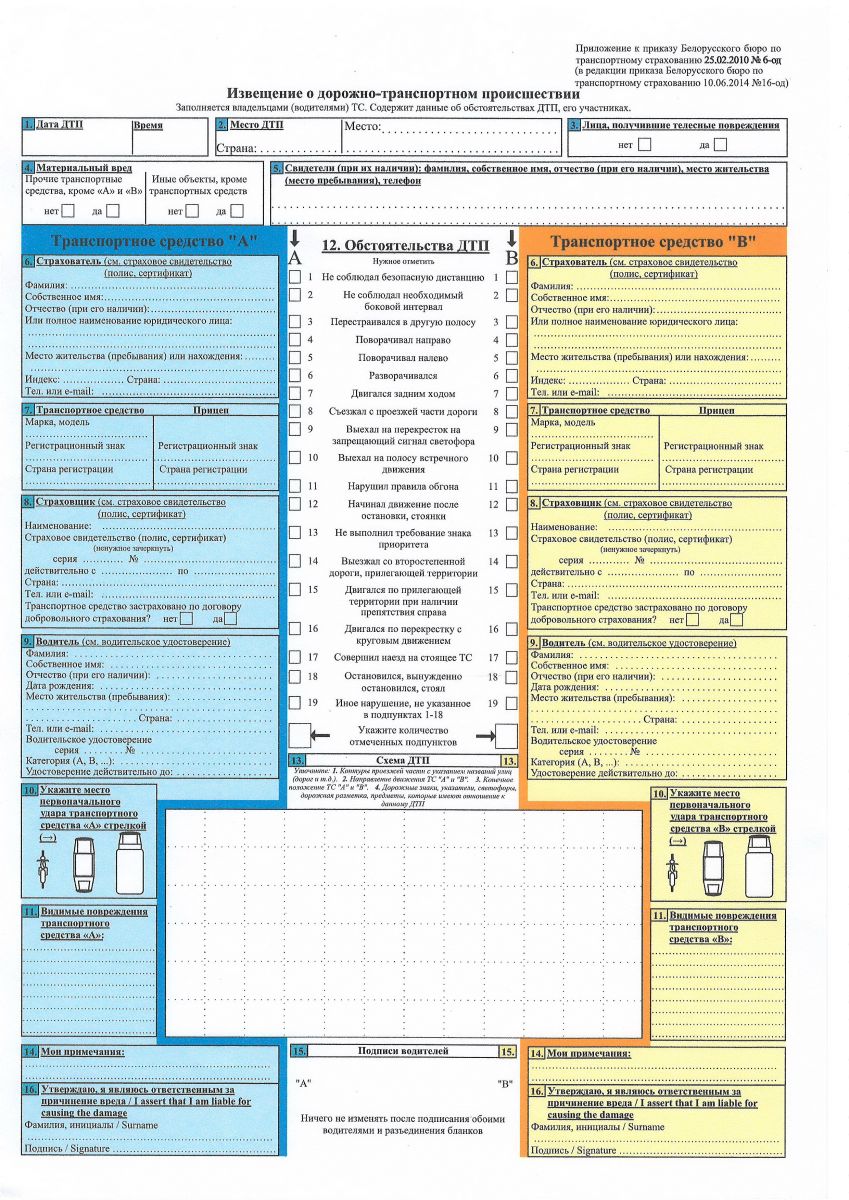 Приложение к приказу Белорусского бюро по
транспортному страхованию 25.02.2010 № 6-од
(в редакции приказа Белорусского бюро по
транспортному страхованию 10.06.2014 №16-од)
Извещение о дорожно-транспортном происшествии
Заполняется владельцами (водителями) ТС. Содержит данные об обстоятельствах ДТП, его участниках.
1. Дата ДТП Время
2. Место ДТП Место:
Страна:
3. Лица, получившие телесные повреждения
нет да
4. Материальный вред
Прочие транспортные средства, кроме «А» и «В»
нет да
Иные объекты, кроме транспортных средств
нет да
5. Свидетели (при их наличии): фамилия, собственное имя, отчество (при его наличии), место жительства
(место пребывания), телефон
Транспортное средство "А"
6. Страхователь (см. страховое свидетельство
(полис, сертификат)
Фамилия:
Собственное имя:
Отчество (при его наличии):
Или полное наименование юридического лица:
Место жительства (пребывания) или нахождения:
Индекс: Страна:
Тел. или e-mail:
7. Транспортное средство Прицеп
Марка, модель
Регистрационный знак Регистрационный знак
Страна регистрации Страна регистрации
8. Страховщик (см. страховое свидетельство
(полис, сертификат)
Наименование:
Страховое свидетельство (полис, сертификат)
(ненужное зачеркнуть)
серия №
действительно с по
Страна:
Тел. или e-mail:
Транспортное средство застраховано по договору
добровольного страхования? нет да
9. Водитель (см. водительское удостоверение)
Фамилия:
Собственное имя:
Отчество (при его наличии):
Дата рождения:
Место жительства (пребывания):
Страна:
Тел. или e-mail:
Водительское удостоверение
серия №
Категория (А, В, ...):
Удостоверение действительно до:
10. Укажите место
первоначального
удара транспортного
средства «А» стрелкой
(→)
11. Видимые повреждения
транспортного
средства «А»:
14. Мои примечания:
16. Утверждаю, я являюсь ответственным за
причинение вреда / I assert that I am liable for
causing the damage
Фамилия, инициалы / Surname
Подпись / Signature
А 12. Обстоятельства ДТП В
Нужное отметить
1 Не соблюдал безопасную дистанцию 1
2 Не соблюдал необходимый 2
боковой интервал
3 Перестраивался в другую полосу 3
4 Поворачивал направо 4
5 Поворачивал налево 5
6 Разворачивался 6
7 Двигался задним ходом 7
8 Съезжал с проезжей части дороги 8
9 Выехал на перекресток на 9
запрещающий сигнал светофора
10 Выехал на полосу встречного 10
движения
11 Нарушил правила обгона 11
12 Начинал движение после 12
остановки, стоянки
13 Не выполнил требование знака 13
приоритета
14 Выезжал со второстепенной 14
дороги, прилегающей территории
15 Двигался по прилегающей 15
территории при наличии
препятствия справа
16 Двигался по перекрестку с 16
круговым движением
17 Совершил наезд на стоящее ТС 17
18 Остановился, вынужденно 18
остановился, стоял
19 Иное нарушение, не указанное 19
в подпунктах 1-18
Укажите количество
отмеченных подпунктов
13. Схема ДТП 13.
Уточните: 1. Контуры проезжей части с указанием названий улиц
(дорог и т.д.). 2. Направление движения ТС "А" и "В". 3. Конечное
положение ТС "А" и "В". 4. Дорожные знаки, указатели, светофоры,
дорожная разметка, предметы, которые имеют отношение к
данному ДТП
15. Подписи водителей 15.
"А" "В"
Ничего не изменять после подписания обоими
водителями и разъединения бланков
Транспортное средство "В"
6. Страхователь (см. страховое свидетельство
(полис, сертификат)
Фамилия:
Собственное имя:
Отчество (при его наличии):
Или полное наименование юридического лица:
Место жительства (пребывания) или нахождения:
Индекс: Страна:
Тел. или e-mail:
7. Транспортное средство Прицеп
Марка, модель
Регистрационный знак Регистрационный знак
Страна регистрации Страна регистрации
8. Страховщик (см. страховое свидетельство
(полис, сертификат)
Наименование:
Страховое свидетельство (полис, сертификат)
(ненужное зачеркнуть)
серия №
действительно с по
Страна:
Тел. или e-mail:
Транспортное средство застраховано по договору
добровольного страхования? нет да
9. Водитель (см. водительское удостоверение)
Фамилия:
Собственное имя:
Отчество (при его наличии):
Дата рождения:
Место жительства (пребывания):
Страна:
Тел. или e-mail:
Водительское удостоверение
серия №
Категория (А, В, ...):
Удостоверение действительно до:
10. Укажите место
первоначального
удара транспортного
средства «В» стрелкой
(→)
11. Видимые повреждения
транспортного
средства «В»:
14. Мои примечания:
16. Утверждаю, я являюсь ответственным за
причинение вреда / I assert that I am liable for
causing the damage
Фамилия, инициалы / Surname
Подпись / Signature